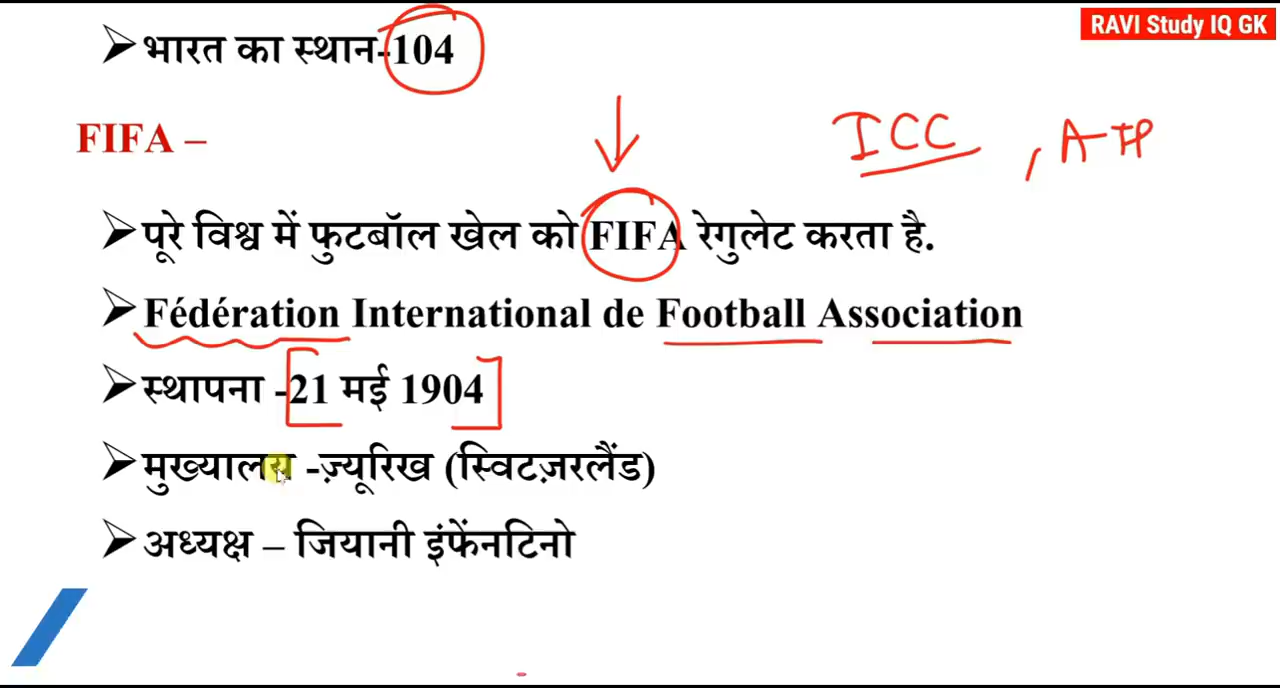 RAVI Study IQ GK
➢भारत का स्थान-104
FIFA –
ICC , ATP
➢पूरे विश्व में फुटबॉल खेल को FIFA रेगुलेट करता है.
➢Fédération International de Football Association
➢स्थापना -21 मई 1904
➢मुख्यालय -ज़्यूरिख (स्विटज़रलैंड)
➢अध्यक्ष – जियानी इंफेंनटिनो